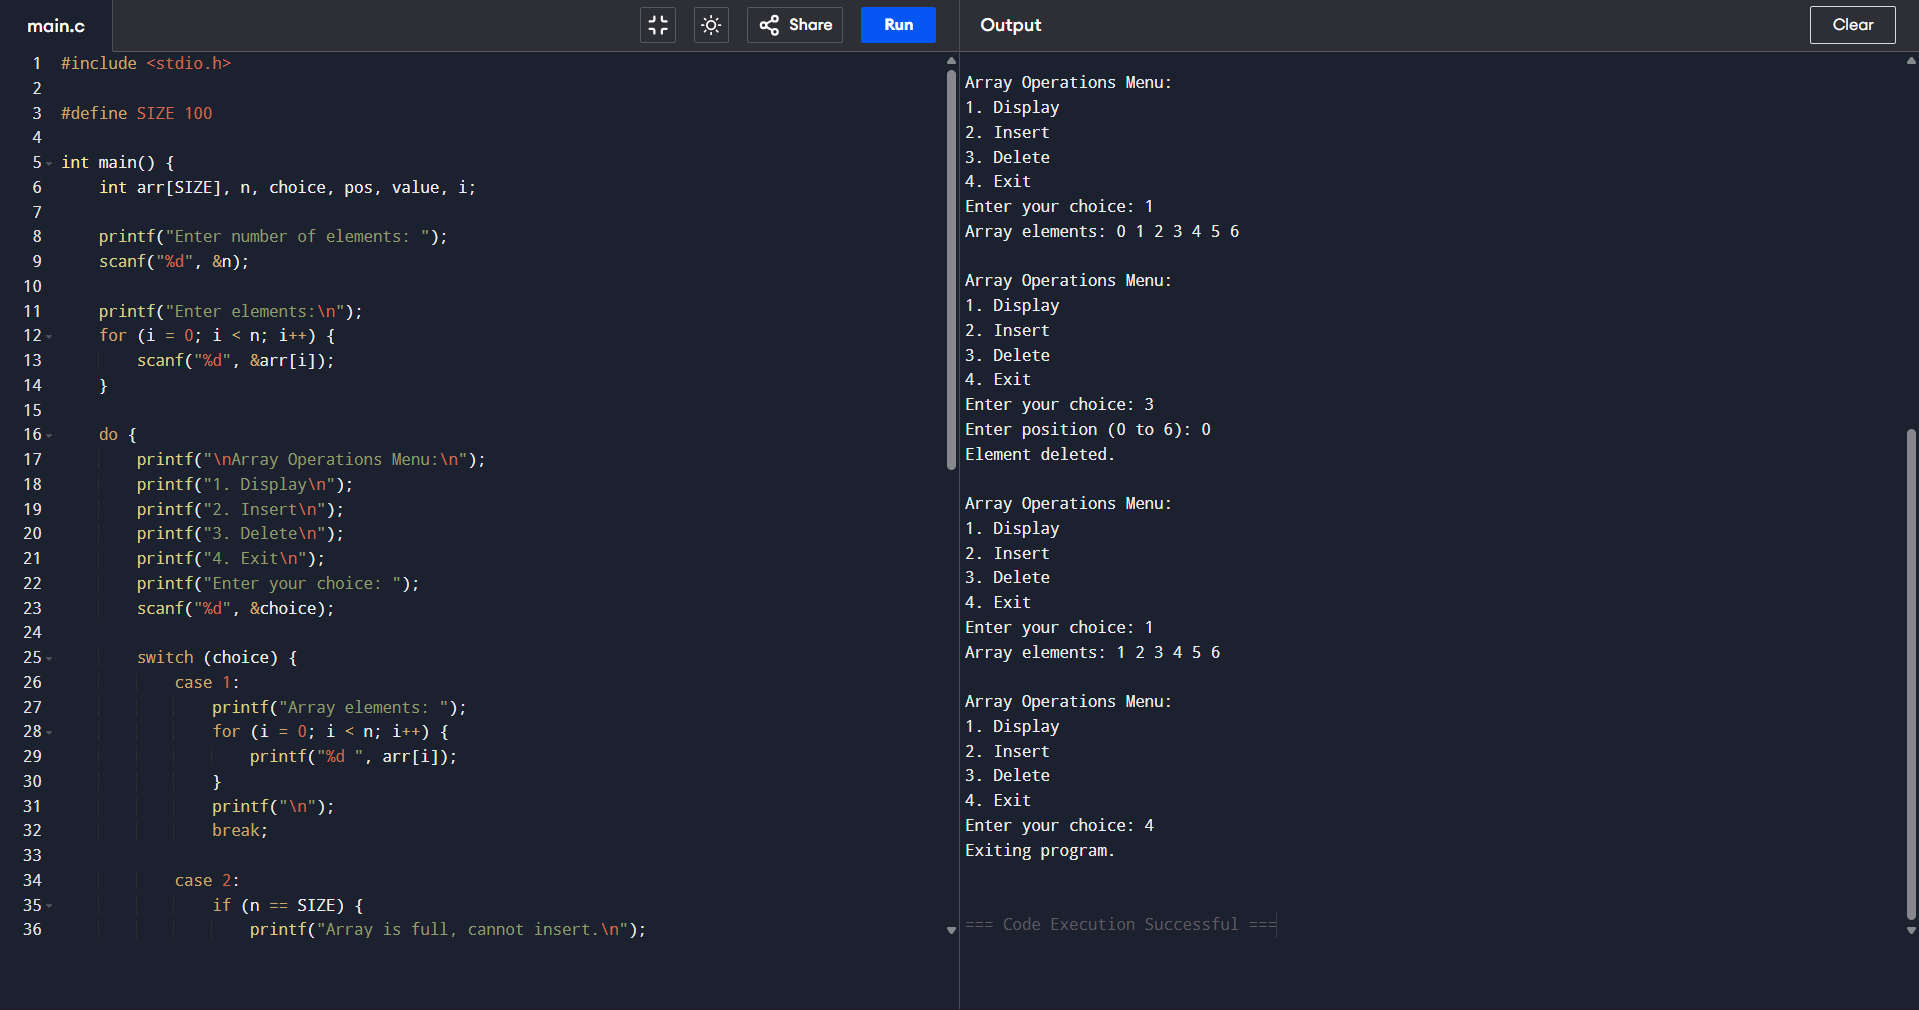 main.c
Share
Run
1 #include <stdio.h>
2
3 #define SIZE 100
4
5 int main() {
6     int arr[SIZE], n, choice, pos, value, i;
7
8     printf("Enter number of elements: ");
9     scanf("%d", &n);
10
11     printf("Enter elements:\n");
12     for (i = 0; i < n; i++) {
13         scanf("%d", &arr[i]);
14     }
15
16     do {
17         printf("\nArray Operations Menu:\n");
18         printf("1. Display\n");
19         printf("2. Insert\n");
20         printf("3. Delete\n");
21         printf("4. Exit\n");
22         printf("Enter your choice: ");
23         scanf("%d", &choice);
24
25         switch (choice) {
26             case 1:
27                 printf("Array elements: ");
28                 for (i = 0; i < n; i++) {
29                     printf("%d ", arr[i]);
30                 }
31                 printf("\n");
32                 break;
33
34             case 2:
35                 if (n == SIZE) {
36                     printf("Array is full, cannot insert.\n");
Output
Clear
Array Operations Menu:
1. Display
2. Insert
3. Delete
4. Exit
Enter your choice: 1
Array elements: 0 1 2 3 4 5 6
Array Operations Menu:
1. Display
2. Insert
3. Delete
4. Exit
Enter your choice: 3
Enter position (0 to 6): 0
Element deleted.
Array Operations Menu:
1. Display
2. Insert
3. Delete
4. Exit
Enter your choice: 1
Array elements: 1 2 3 4 5 6
Array Operations Menu:
1. Display
2. Insert
3. Delete
4. Exit
Enter your choice: 4
Exiting program.
=== Code Execution Successful ===